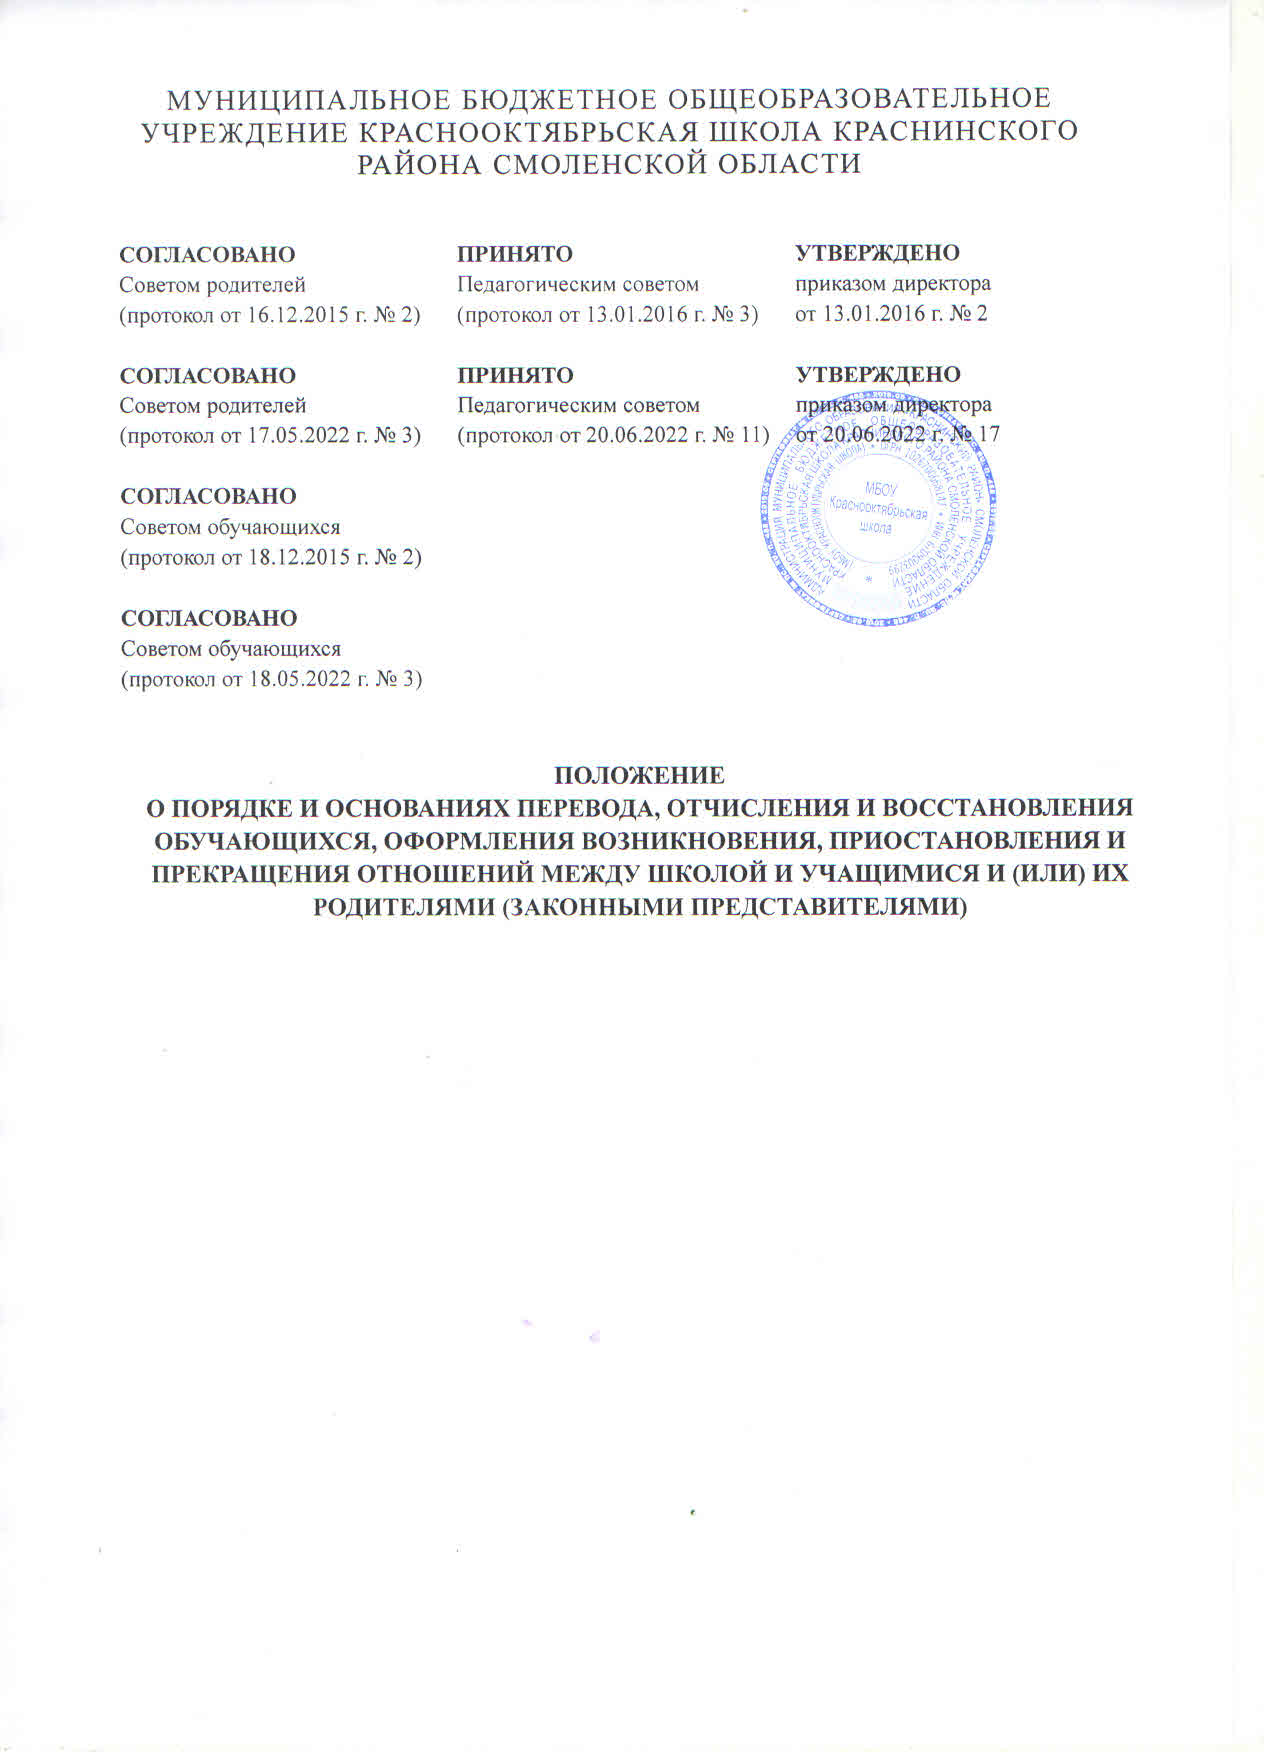 МУНИЦИПАЛЬНОЕ БЮДЖЕТНОЕ ОБЩЕОБРАЗОВАТЕЛЬНОЕ
УЧРЕЖДЕНИЕ КРАСНООКТЯБРЬСКАЯ ШКОЛА КРАСНИНСКОГО
РАЙОНА СМОЛЕНСКОЙ ОБЛАСТИ
СОГЛАСОВАНО
Советом родителей
(протокол от 16.12.2015 г. № 2)
ПРИНЯТО
Педагогическим советом
(протокол от 13.01.2016 г. № 3)
УТВЕРЖДЕНО
приказом директора
от 13.01.2016 г. № 2
СОГЛАСОВАНО
Советом родителей
(протокол от 17.05.2022 г. № 3)
ПРИНЯТО
Педагогическим советом
(протокол от 20.06.2022 г. № 11)
УТВЕРЖДЕНО
приказом директора
от 20.06.2022 г. № 17
СОГЛАСОВАНО
Советом обучающихся
(протокол от 18.12.2015 г. № 2)
МБОУ
Краснооктябрьская
школа
СОГЛАСОВАНО
Советом обучающихся
(протокол от 18.05.2022 г. № 3)
ПОЛОЖЕНИЕ
О ПОРЯДКЕ И ОСНОВАНИЯХ ПЕРЕВОДА, ОТЧИСЛЕНИЯ И ВОССТАНОВЛЕНИЯ
ОБУЧАЮЩИХСЯ, ОФОРМЛЕНИЯ ВОЗНИКНОВЕНИЯ, ПРИОСТАНОВЛЕНИЯ И
ПРЕКРАЩЕНИЯ ОТНОШЕНИЙ МЕЖДУ ШКОЛОЙ И УЧАЩИМИСЯ И (ИЛИ) ИХ
РОДИТЕЛЯМИ (ЗАКОННЫМИ ПРЕДСТАВИТЕЛЯМИ)